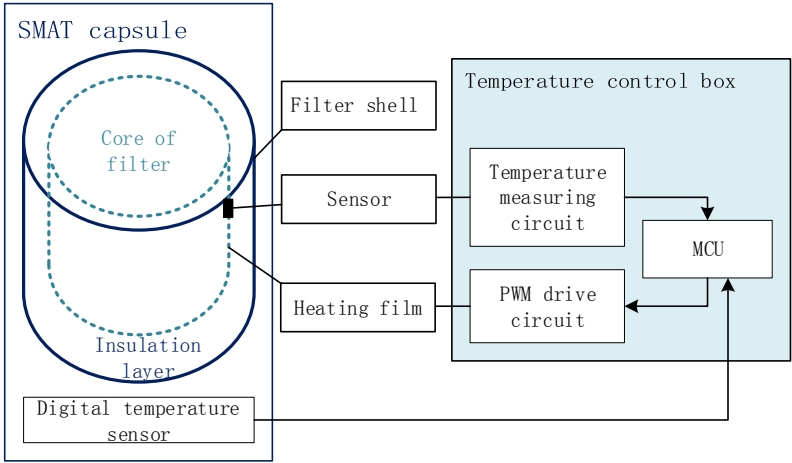 SMAT capsule
Core of
filter
Insulation
layer
Digital temperature
sensor
Filter shell
Sensor
Heating film
Temperature control box
Temperature
measuring
circuit
MCU
PWM drive
circuit